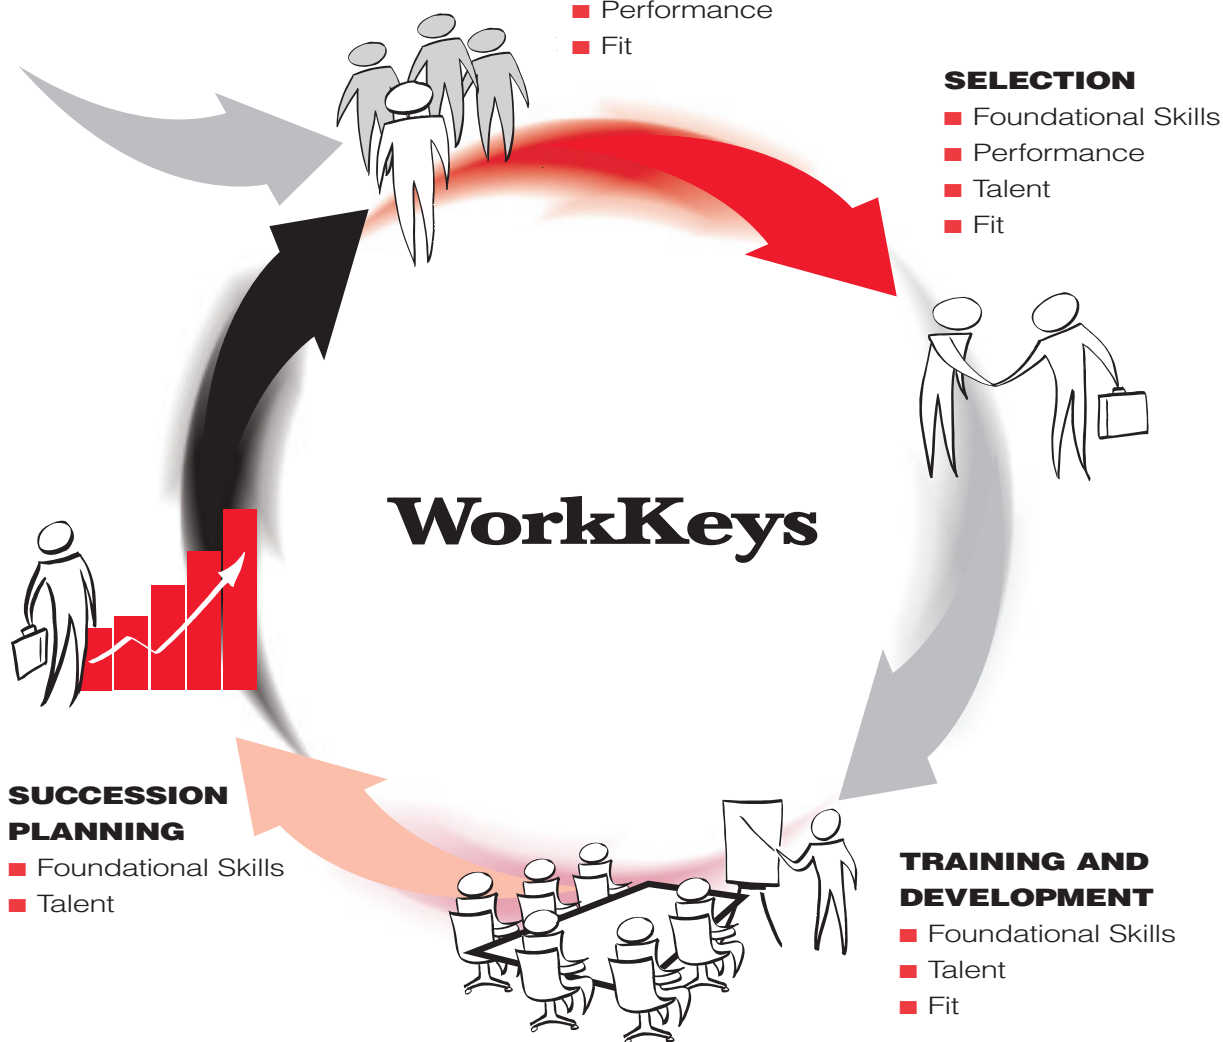 Performance
Fit
SELECTION
Foundational Skills
Performance
Talent
Fit
WorkKeys
SUCCESSION
PLANNING
Foundational Skills
Talent
TRAINING AND
DEVELOPMENT
Foundational Skills
Talent
Fit